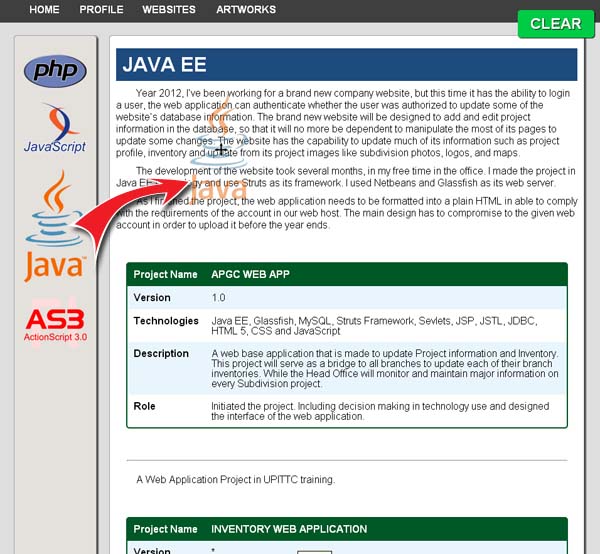 HOME PROFILE WEBSITES ARTWORKS
CLEAR
php
JavaScript
Java
AS3
ActionScript 3.0
JAVA EE
Year 2012, I've been working for a brand new company website, but this time it has the ability to login
a user, the web application can authenticate whether the user was authorized to update some of the
website's database information. The brand new website will be designed to add and edit project
information in the database, so that it will no more be dependent to manipulate the most of its pages to
update some changes. The website has the capability to update much of its information such as project
profile, inventory and update from its project images like subdivision photos, logos, and maps.
The development of the website took several months, in my free time in the office. I made the project in
Java EE and use Struts as its framework. I used Netbeans and Glassfish as its web server.
Java
As I finished the project, the web application needs to be formatted into a plain HTML in able to comply
with the requirements of the account in our web host. The main design has to compromise to the given web
account in order to upload it before the year ends.
Project Name APGC WEB APP
Version 1.0
Technologies Java EE, Glassfish, MySQL, Struts Framework, Sevlets, JSP, JSTL, JDBC,
HTML 5, CSS and JavaScript
Description A web base application that is made to update Project information and Inventory.
This project will serve as a bridge to all branches to update each of their branch
inventories. While the Head Office will monitor and maintain major information on
every Subdivision project.
Role Initiated the project. Including decision making in technology use and designed
the interface of the web application.
A Web Application Project in UPITTC training.
Project Name INVENTORY WEB APPLICATION
Version *